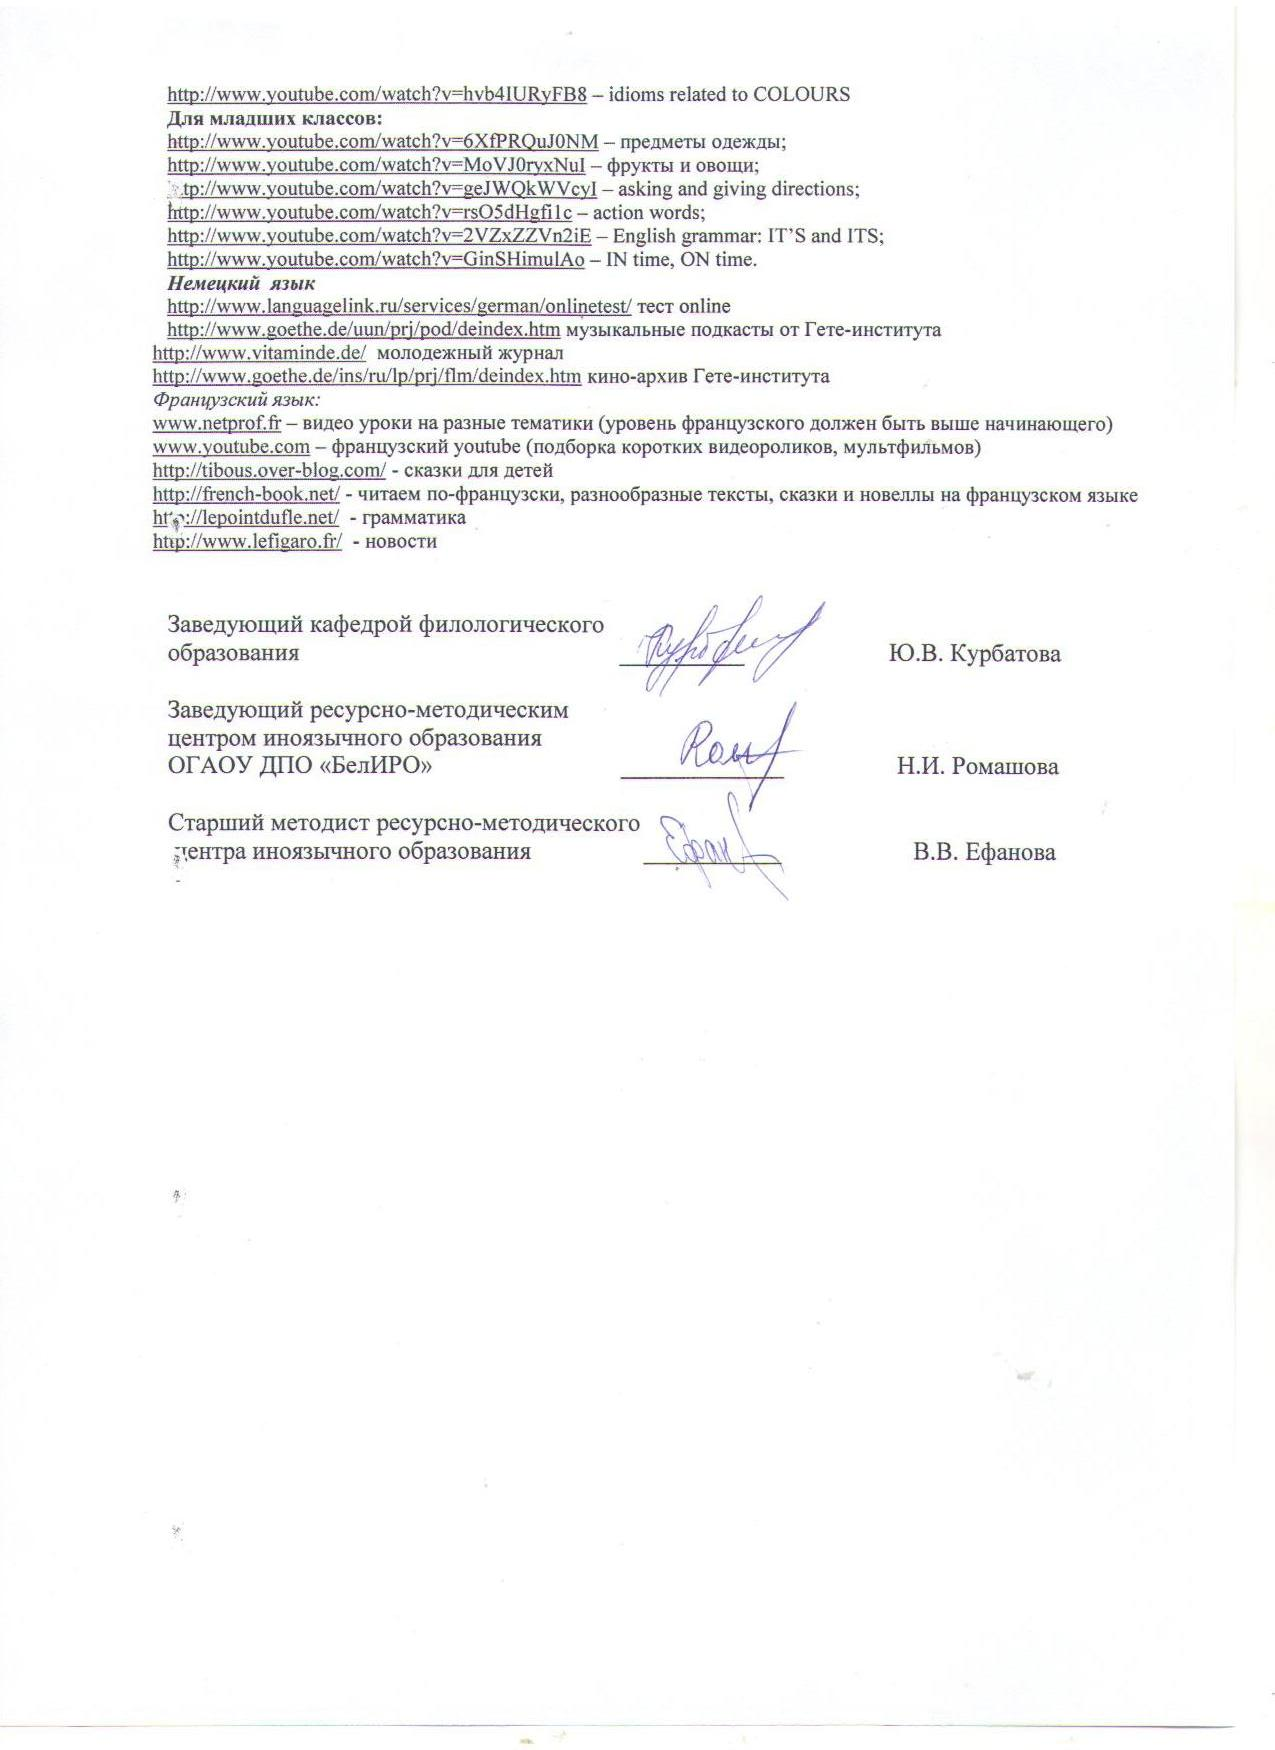 http://www.youtube.com/watch?v=hvb4IURyFB8 – idioms related to COLOURS
Для младших классов:
http://www.youtube.com/watch?v=6XfPRQuJ0NM – предметы одежды;
http://www.youtube.com/watch?v=MoVJ0ryxNuI – фрукты и овощи;
tp://www.youtube.com/watch?v=geJWQkWVcyI – asking and giving directions;
http://www.youtube.com/watch?v=rsO5dHgfi1c – action words;
http://www.youtube.com/watch?v=2VZxZZVn2iE – English grammar: IT'S and ITS;
http://www.youtube.com/watch?v=GinSHimulAo – IN time, ON time.
Немецкий язык
http://www.languagelink.ru/services/german/onlinetest/ тест online
http://www.goethe.de/uun/prj/pod/deindex.htm музыкальные подкасты от Гете-института
http://www.vitaminde.de/ молодежный журнал
http://www.goethe.de/ins/ru/lp/prj/flm/deindex.htm кино-архив Гете-института
Французский язык:
www.netprof.fr – видео уроки на разные тематики (уровень французского должен быть выше начинающего)
www.youtube.com – французский youtube (подборка коротких видеороликов, мультфильмов)
http://tibous.over-blog.com/ - сказки для детей
http://french-book.net/ - читаем по-французски, разнообразные тексты, сказки и новеллы на французском языке
http://lepointdufle.net/ - грамматика
http://www.lefigaro.fr/ - новости
Заведующий кафедрой филологического
образования Ю.В. Курбатова
Заведующий ресурсно-методическим
центром иноязычного образования
ОГАОУ ДПО «БелИРО» Н.И. Ромашова
Старший методист ресурсно-методического
центра иноязычного образования В.В. Ефанова